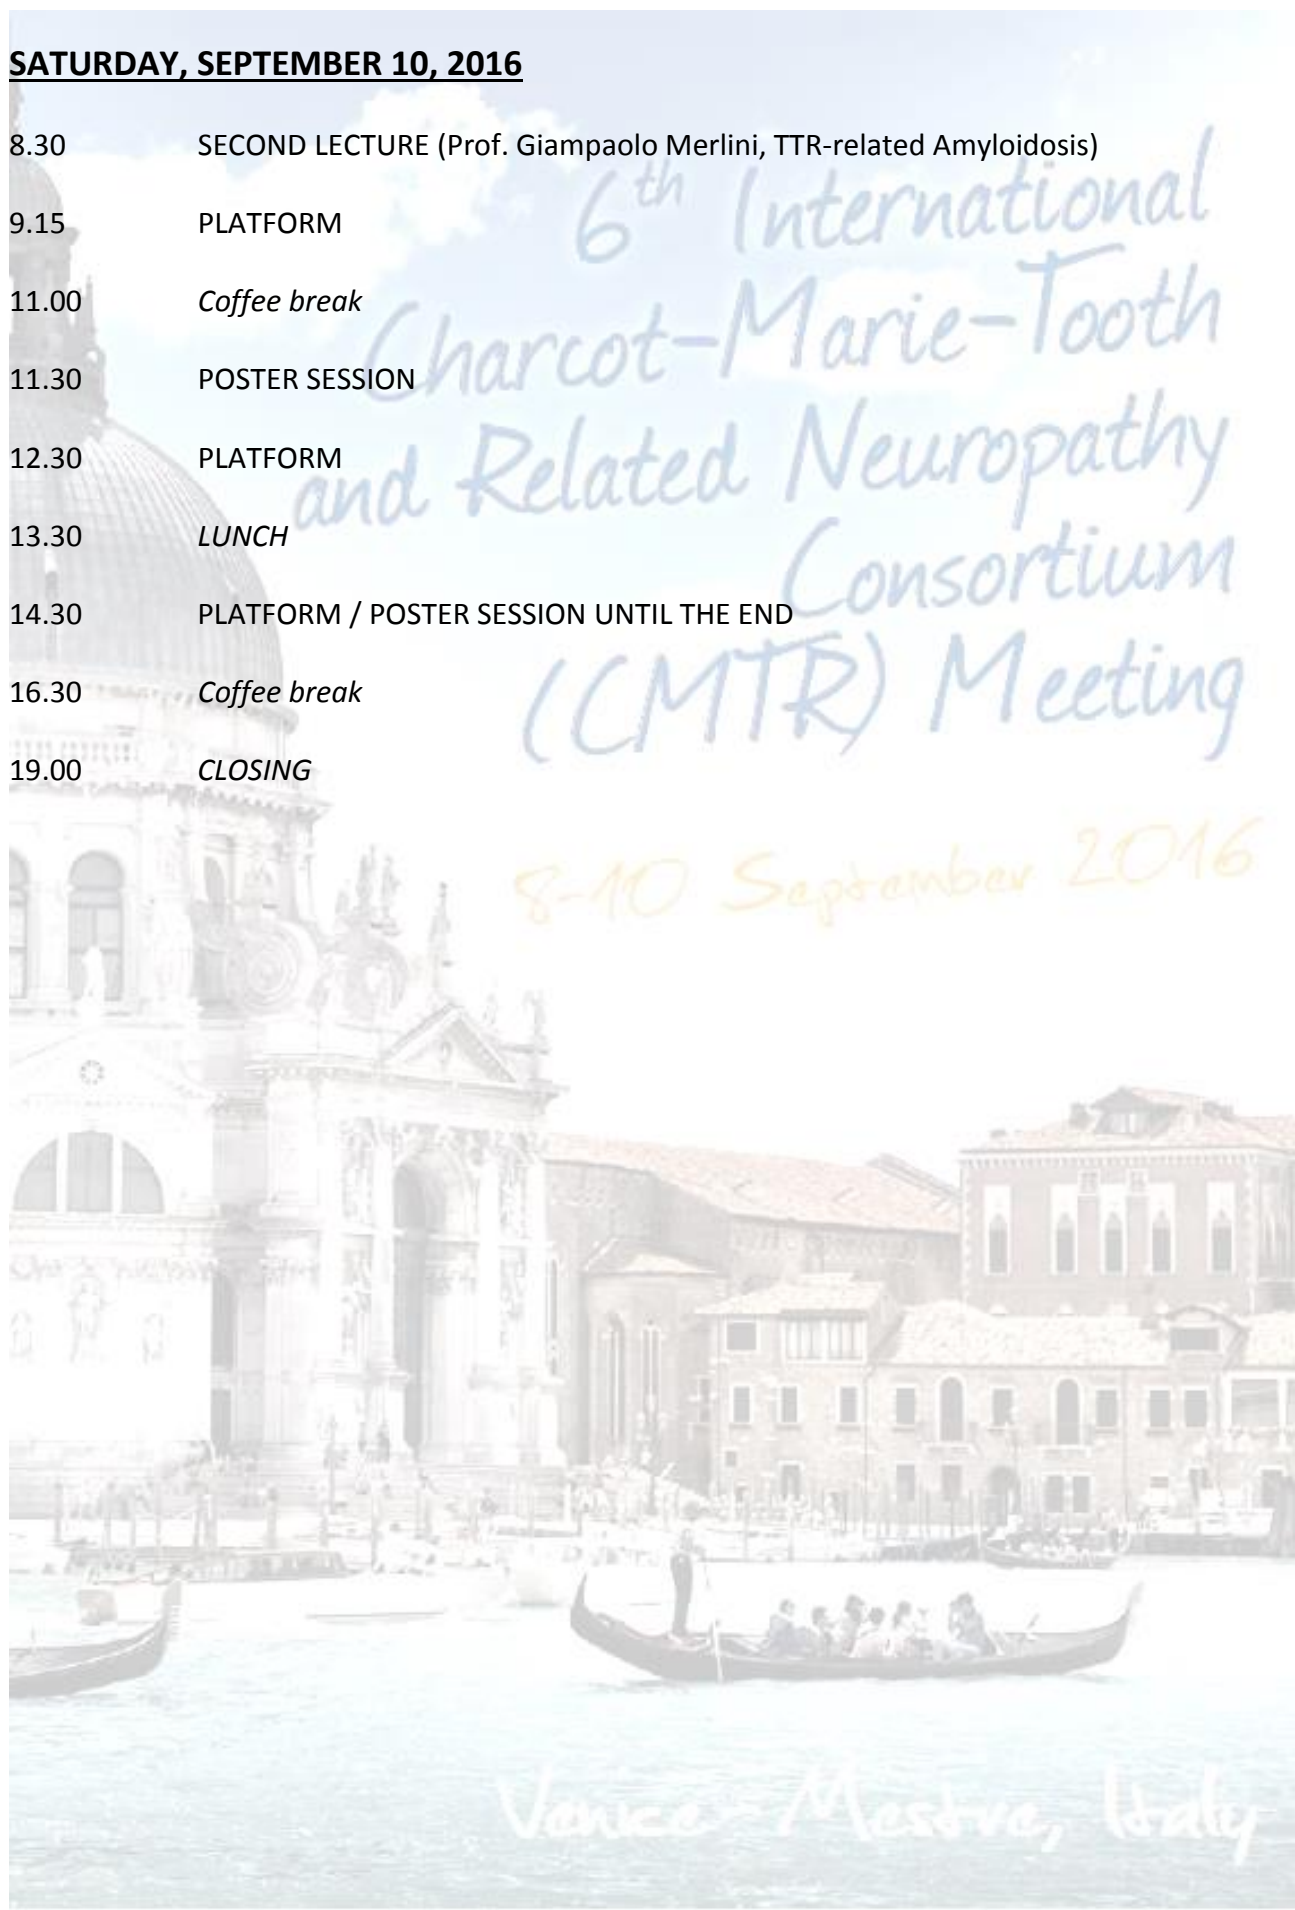 SATURDAY, SEPTEMBER 10, 2016
8.30 SECOND LECTURE (Prof. Giampaolo Merlini, TTR-related Amyloidosis)
9.15 PLATFORM
11.00 Coffee break
11.30 POSTER SESSION
12.30 PLATFORM
13.30 LUNCH
14.30 PLATFORM / POSTER SESSION UNTIL THE END
16.30 Coffee break
19.00 CLOSING
6th International
Charcot-Marie-Tooth
and Related Neuropathy
Consortium
(CMTR) Meeting
8-10 September 2016
Venice-Mestre, Italy